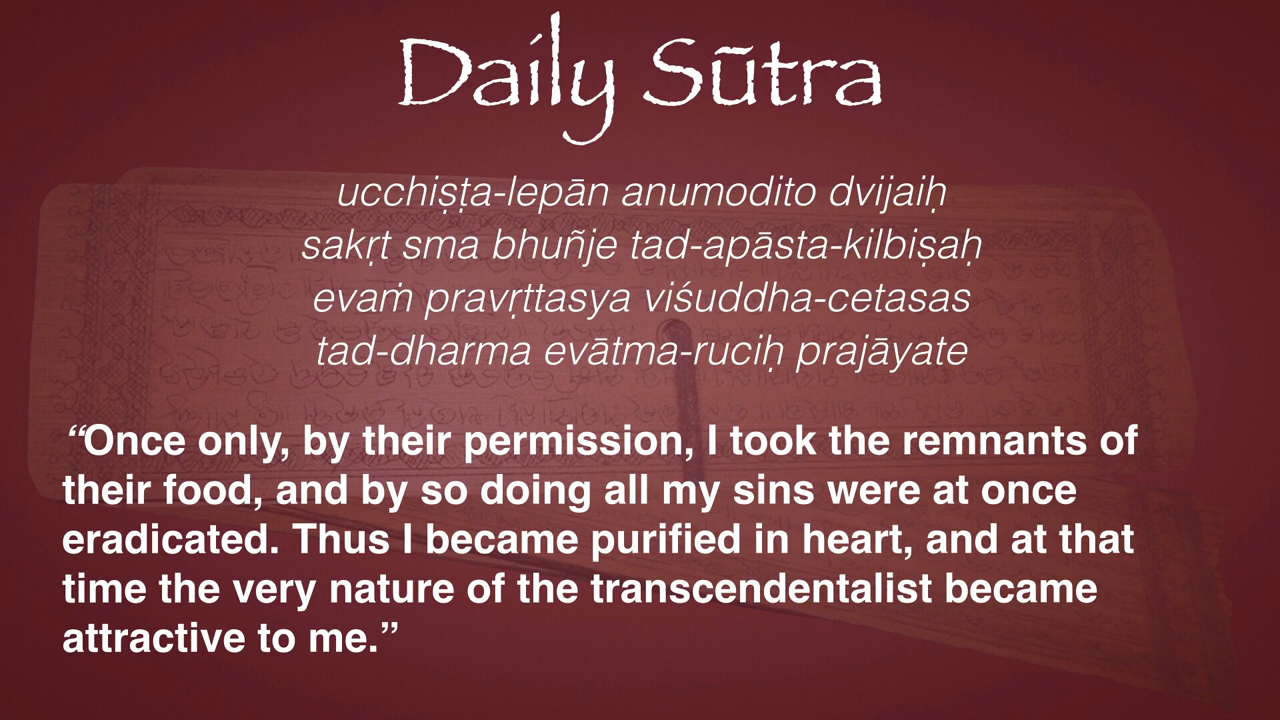 Daily Sūtra
ucchiṣṭa-lepān anumodito dvijaiḥ
sakṛt sma bhuñje tad-apāsta-kilbiṣaḥ
evaṁ pravṛttasya viśuddha-cetasas
tad-dharma evātma-ruciḥ prajāyate
“Once only, by their permission, I took the remnants of
their food, and by so doing all my sins were at once
eradicated. Thus I became purified in heart, and at that
time the very nature of the transcendentalist became
attractive to me.”